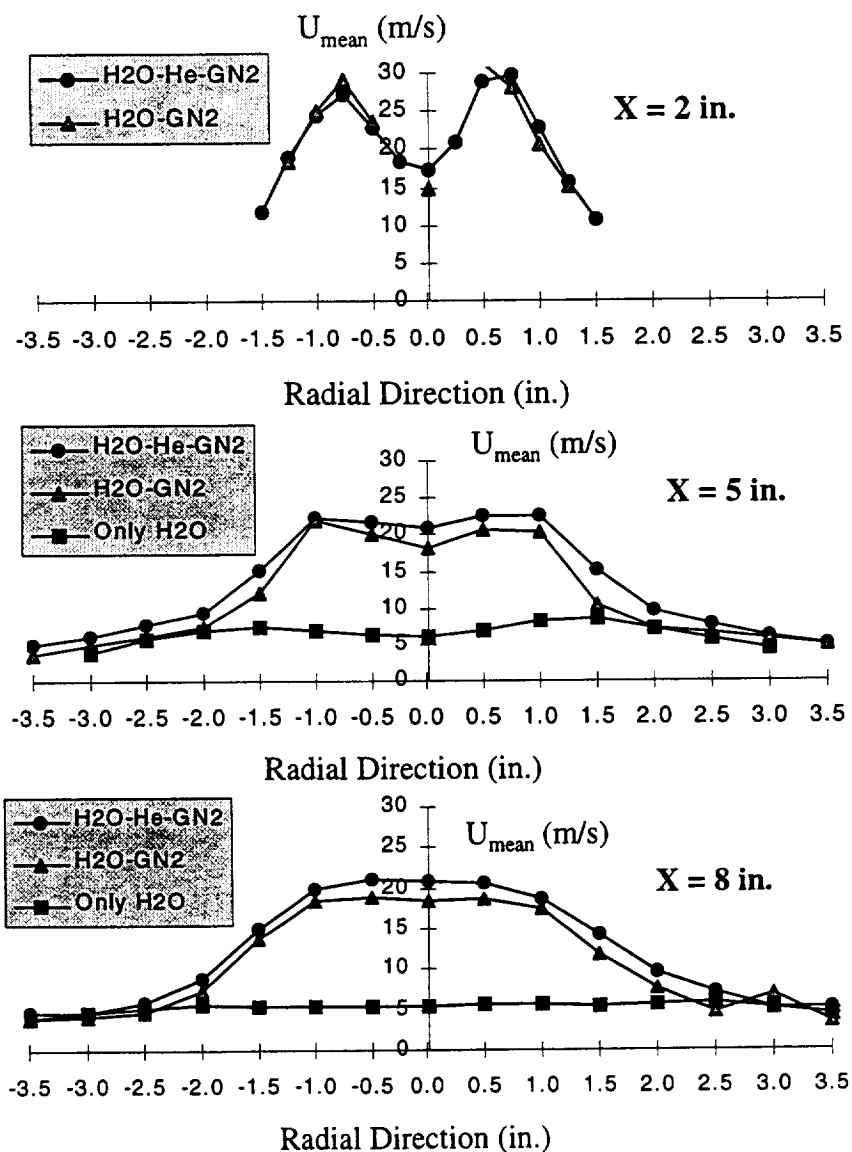 U_mean (m/s)
H2O-He-GN2
H2O-GN2
X = 2 in.
30
25
20
15
10
5
0
-3.5 -3.0 -2.5 -2.0 -1.5 -1.0 -0.5 0.0 0.5 1.0 1.5 2.0 2.5 3.0 3.5
Radial Direction (in.)
H2O-He-GN2
H2O-GN2
Only H2O
U_mean (m/s)
X = 5 in.
30
25
20
15
10
5
0
-3.5 -3.0 -2.5 -2.0 -1.5 -1.0 -0.5 0.0 0.5 1.0 1.5 2.0 2.5 3.0 3.5
Radial Direction (in.)
H2O-He-GN2
H2O-GN2
Only H2O
U_mean (m/s)
X = 8 in.
30
25
20
15
10
5
0
-3.5 -3.0 -2.5 -2.0 -1.5 -1.0 -0.5 0.0 0.5 1.0 1.5 2.0 2.5 3.0 3.5
Radial Direction (in.)